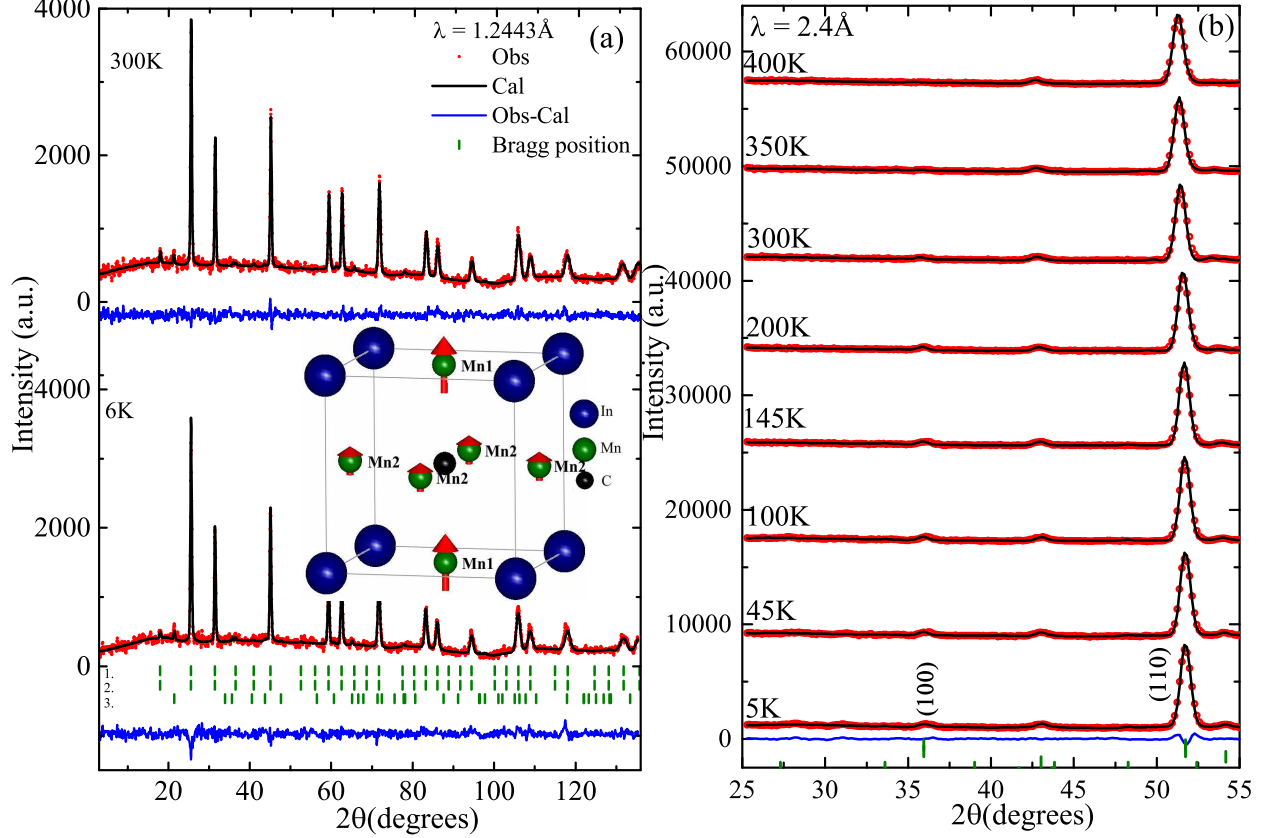 4000
λ = 1.2443Å
(a)
300K
Obs
Cal
Obs-Cal
Bragg position
2000
0
Intensity (a.u.)
4000
6K
2000
0
1.
2.
3.
Mn1
Mn2
Mn2
Mn2
Mn2
Mn1
In
Mn
C
Intensity (a.u.)
0
20
40
60
80
100
120
2θ(degrees)
λ = 2.4Å
(b)
60000
400K
50000
350K
40000
300K
200K
30000
145K
20000
100K
10000
45K
5K
0
(100)
(110)
Intensity (a.u.)
25
30
35
40
45
50
55
2θ(degrees)